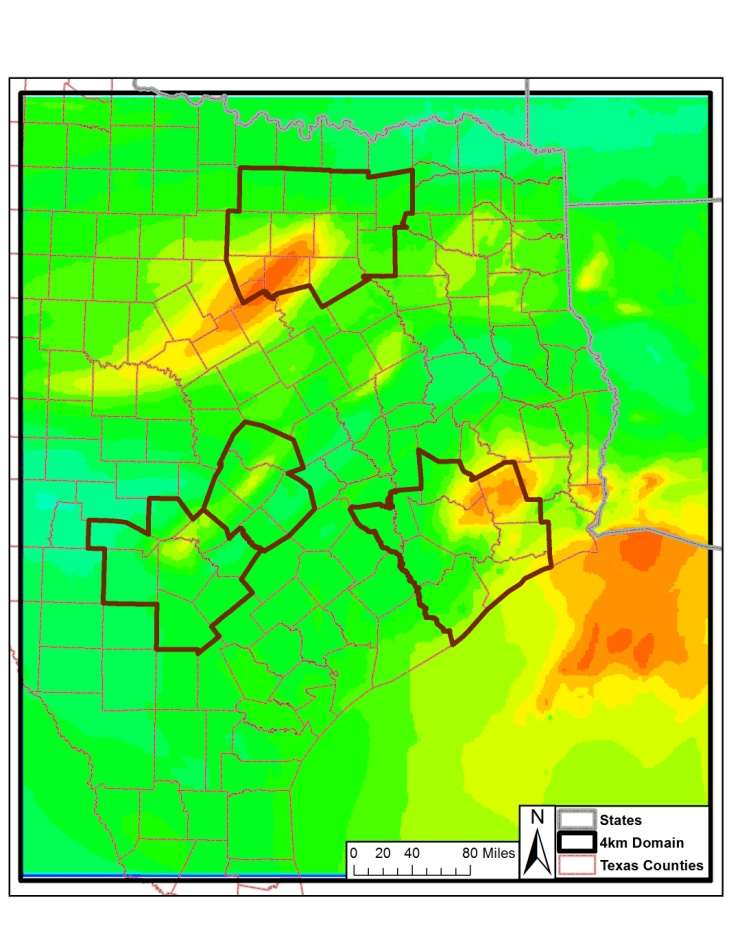 N
States
4km Domain
Texas Counties
0 20 40 80 Miles